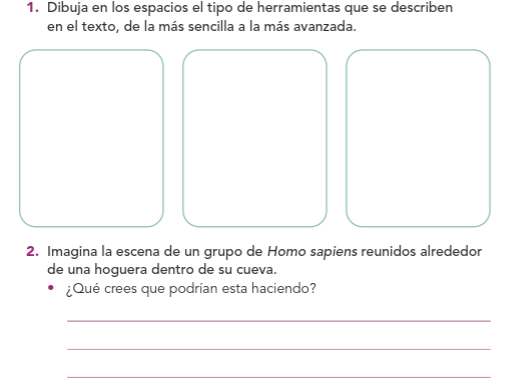 1. Dibuja en los espacios el tipo de herramientas que se describen
en el texto, de la más sencilla a la más avanzada.
2. Imagina la escena de un grupo de Homo sapiens reunidos alrededor
de una hoguera dentro de su cueva.
• ¿Qué crees que podrían esta haciendo?